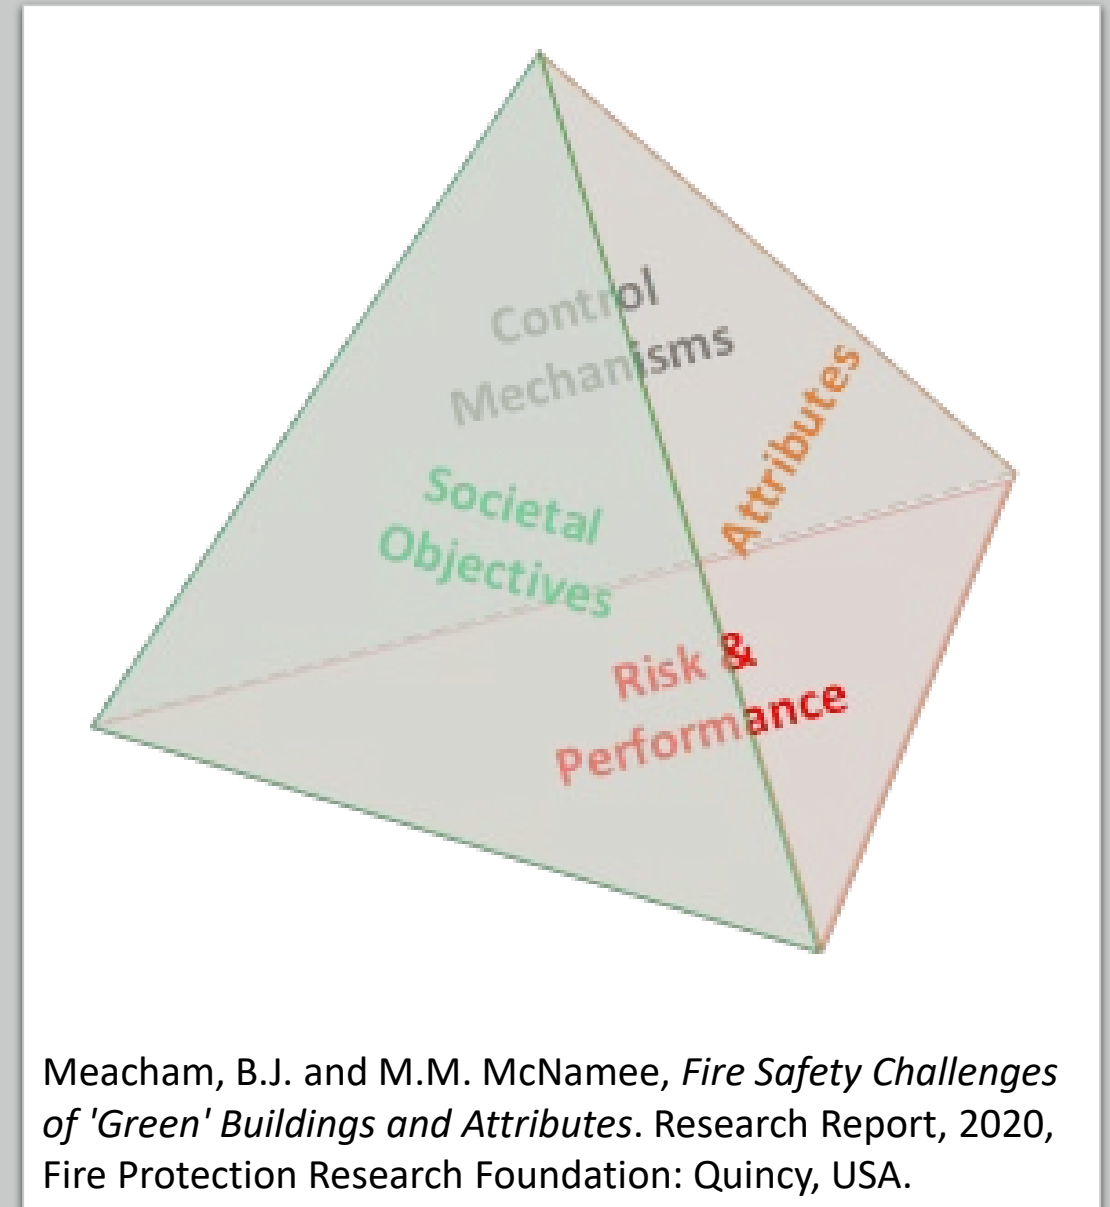 Control
Mechanisms
Attributes
Societal
Objectives
Risk &
Performance
Meacham, B.J. and M.M. McNamee, Fire Safety Challenges
of 'Green' Buildings and Attributes. Research Report, 2020,
Fire Protection Research Foundation: Quincy, USA.